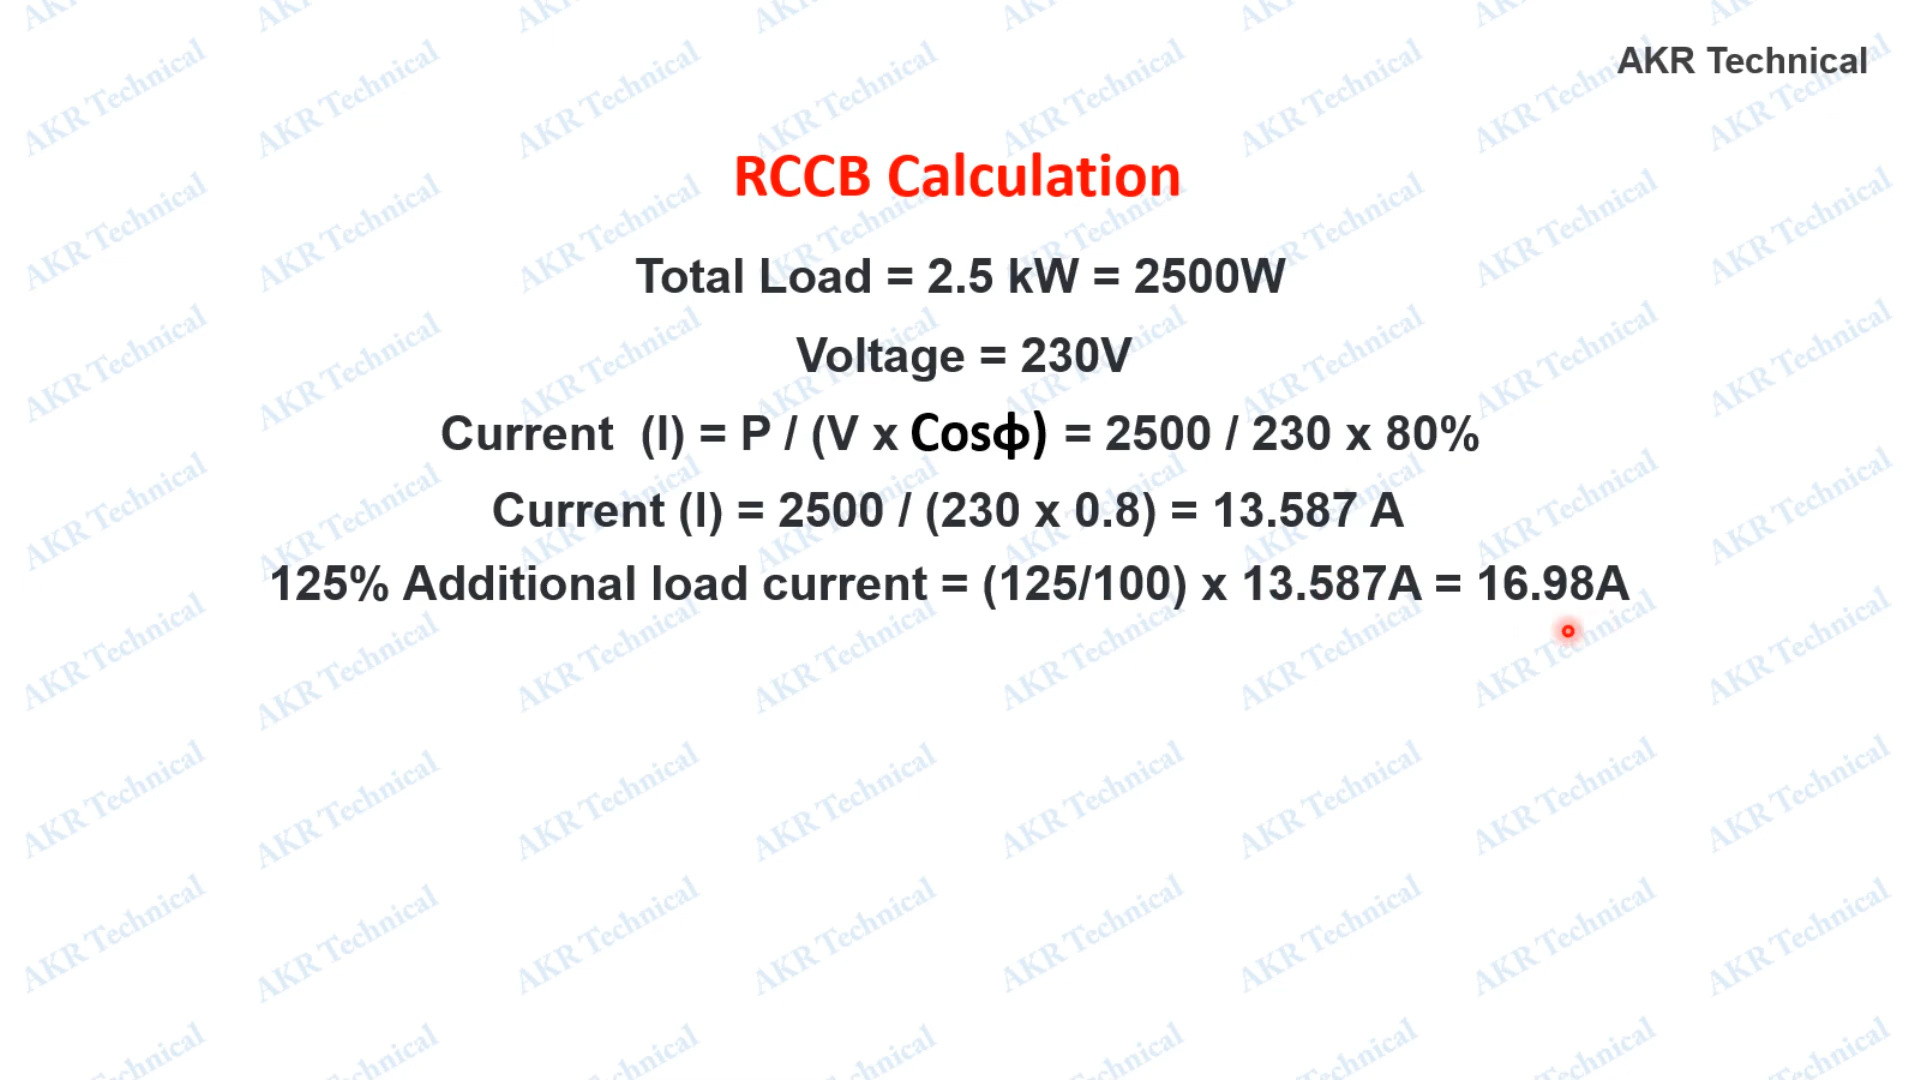 AKR Technical
RCCB Calculation
Total Load = 2.5 kW = 2500W
Voltage = 230V
Current (I) = P / (V x Cosϕ) = 2500 / 230 x 80%
Current (I) = 2500 / (230 x 0.8) = 13.587 A
125% Additional load current = (125/100) x 13.587A = 16.98A